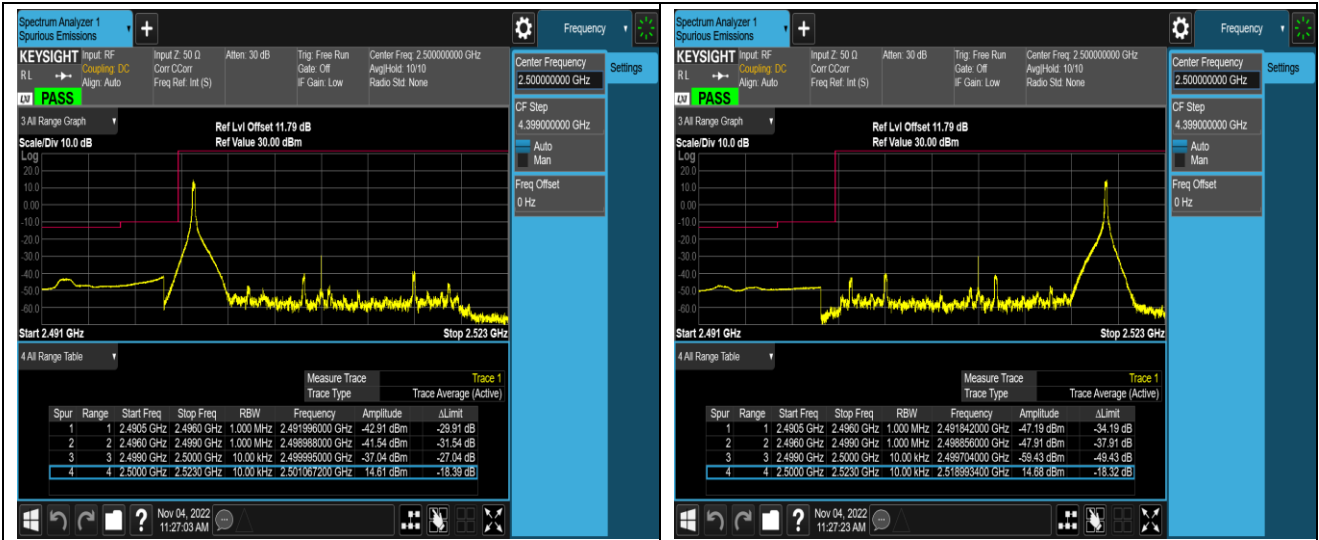 Spectrum Analyzer 1
Spurious Emissions
+
Frequency
KEYSIGHT Input: RF Input Z: 50 Ω Atten: 30 dB Trig: Free Run Center Freq: 2.500000000 GHz
Coupling: DC Corr CCorr Gate: Off Avg|Hold: 10/10
RL Align: Auto Freq Ref: Int (S) IF Gain: Low Radio Std: None
LXI PASS
Center Frequency
2.500000000 GHz
Settings
CF Step
4.399000000 GHz
Auto
Man
Freq Offset
0 Hz
3 All Range Graph
Ref Lvl Offset 11.79 dB
Scale/Div 10.0 dB Ref Value 30.00 dBm
Log
20.0
10.0
0.00
-10.0
-20.0
-30.0
-40.0
-50.0
-60.0
Start 2.491 GHz Stop 2.523 GHz
4 All Range Table
Measure Trace Trace 1
Trace Type Trace Average (Active)
Spur Range Start Freq Stop Freq RBW Frequency Amplitude ΔLimit
1 1 2.4905 GHz 2.4960 GHz 1.000 MHz 2.491996000 GHz -42.91 dBm -29.91 dB
2 2 2.4960 GHz 2.4990 GHz 1.000 MHz 2.498988000 GHz -41.54 dBm -31.54 dB
3 3 2.4990 GHz 2.5000 GHz 10.00 kHz 2.499995000 GHz -37.04 dBm -27.04 dB
4 4 2.5000 GHz 2.5230 GHz 10.00 kHz 2.501067200 GHz 14.61 dBm -18.39 dB
?
Nov 04, 2022
11:27:03 AM
Spectrum Analyzer 1
Spurious Emissions
+
Frequency
KEYSIGHT Input: RF Input Z: 50 Ω Atten: 30 dB Trig: Free Run Center Freq: 2.500000000 GHz
Coupling: DC Corr CCorr Gate: Off Avg|Hold: 10/10
RL Align: Auto Freq Ref: Int (S) IF Gain: Low Radio Std: None
LXI PASS
Center Frequency
2.500000000 GHz
Settings
CF Step
4.399000000 GHz
Auto
Man
Freq Offset
0 Hz
3 All Range Graph
Ref Lvl Offset 11.79 dB
Scale/Div 10.0 dB Ref Value 30.00 dBm
Log
20.0
10.0
0.00
-10.0
-20.0
-30.0
-40.0
-50.0
-60.0
Start 2.491 GHz Stop 2.523 GHz
4 All Range Table
Measure Trace Trace 1
Trace Type Trace Average (Active)
Spur Range Start Freq Stop Freq RBW Frequency Amplitude ΔLimit
1 1 2.4905 GHz 2.4960 GHz 1.000 MHz 2.491842000 GHz -47.19 dBm -34.19 dB
2 2 2.4960 GHz 2.4990 GHz 1.000 MHz 2.498856000 GHz -47.91 dBm -37.91 dB
3 3 2.4990 GHz 2.5000 GHz 10.00 kHz 2.499704000 GHz -59.43 dBm -49.43 dB
4 4 2.5000 GHz 2.5230 GHz 10.00 kHz 2.518993400 GHz 14.68 dBm -18.32 dB
?
Nov 04, 2022
11:27:23 AM